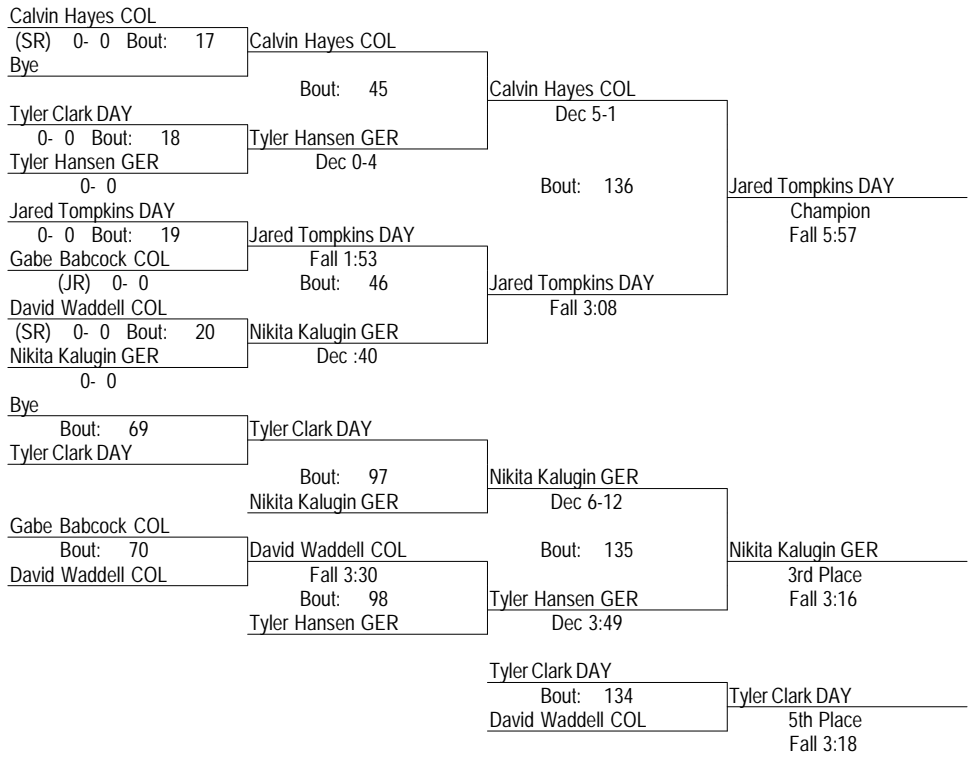 Calvin Hayes COL
(SR) 0- 0 Bout: 17 Calvin Hayes COL
Bye
Bout: 45 Calvin Hayes COL
Tyler Clark DAY Dec 5-1
0- 0 Bout: 18 Tyler Hansen GER
Tyler Hansen GER Dec 0-4
0- 0 Bout: 136 Jared Tompkins DAY
Jared Tompkins DAY Champion
0- 0 Bout: 19 Jared Tompkins DAY Fall 5:57
Gabe Babcock COL Fall 1:53
(JR) 0- 0 Bout: 46 Jared Tompkins DAY
David Waddell COL Fall 3:08
(SR) 0- 0 Bout: 20 Nikita Kalugin GER
Nikita Kalugin GER Dec :40
0- 0
Bye
Bout: 69 Tyler Clark DAY
Tyler Clark DAY
Bout: 97 Nikita Kalugin GER
Nikita Kalugin GER Dec 6-12
Gabe Babcock COL
Bout: 70 David Waddell COL Bout: 135 Nikita Kalugin GER
David Waddell COL Fall 3:30 3rd Place
Bout: 98 Tyler Hansen GER Fall 3:16
Tyler Hansen GER Dec 3:49
Tyler Clark DAY
Bout: 134 Tyler Clark DAY
David Waddell COL 5th Place
Fall 3:18